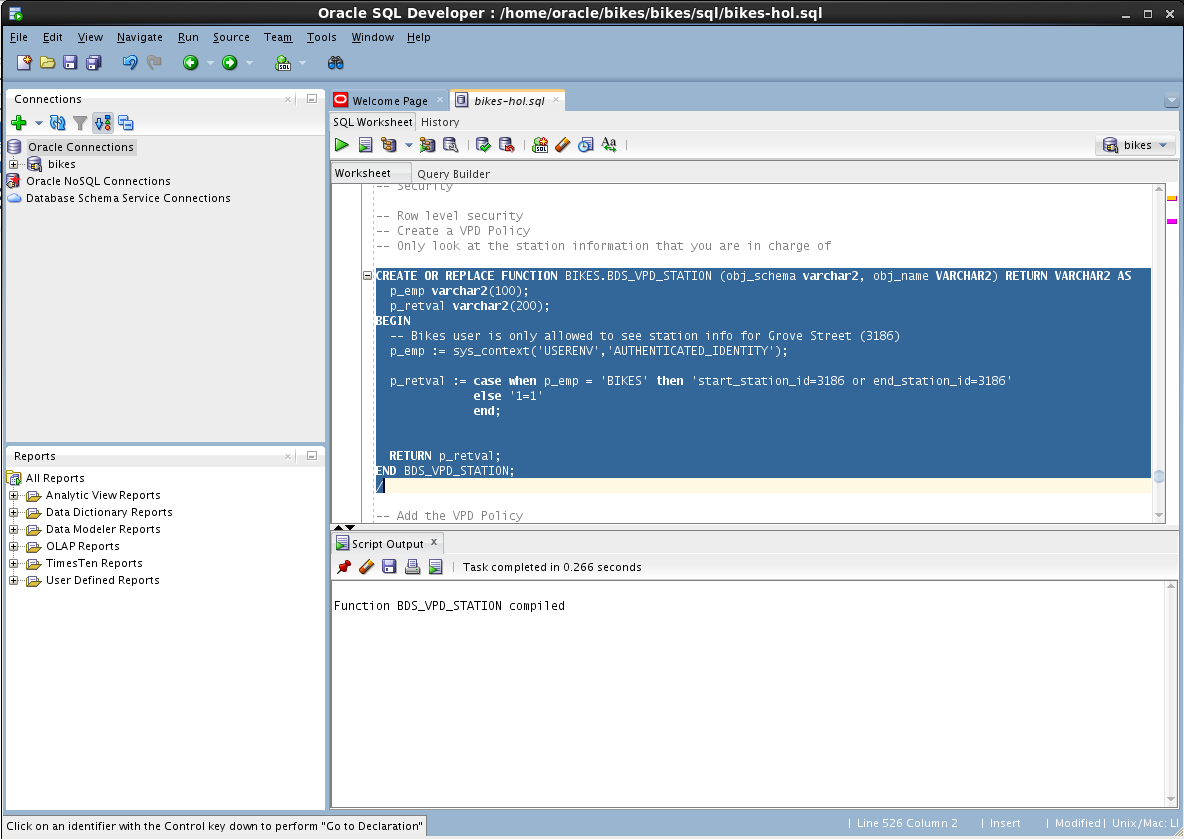 Oracle SQL Developer : /home/oracle/bikes/bikes/sql/bikes-hol.sql
File Edit View Navigate Run Source Team Tools Window Help
Connections
Oracle Connections
bikes
Oracle NoSQL Connections
Database Schema Service Connections
Reports
All Reports
Analytic View Reports
Data Dictionary Reports
Data Modeler Reports
OLAP Reports
TimesTen Reports
User Defined Reports
Welcome Page
bikes-hol.sql
SQL Worksheet History
bikes
Worksheet Query Builder
-- Security
-- Row level security
-- Create a VPD Policy
-- Only look at the station information that you are in charge of
CREATE OR REPLACE FUNCTION BIKES.BDS_VPD_STATION (obj_schema varchar2, obj_name VARCHAR2) RETURN VARCHAR2 AS
p_emp varchar2(100);
p_retval varchar2(200);
BEGIN
-- Bikes user is only allowed to see station info for Grove Street (3186)
p_emp := sys_context('USERENV','AUTHENTICATED_IDENTITY');
p_retval := case when p_emp = 'BIKES' then 'start_station_id=3186 or end_station_id=3186'
else '1=1'
end;
RETURN p_retval;
END BDS_VPD_STATION;
/
-- Add the VPD Policy
Script Output
Task completed in 0.266 seconds
Function BDS_VPD_STATION compiled
Click on an identifier with the Control key down to perform "Go to Declaration"
Line 526 Column 2 | Insert | Modified | Unix/Mac: LI